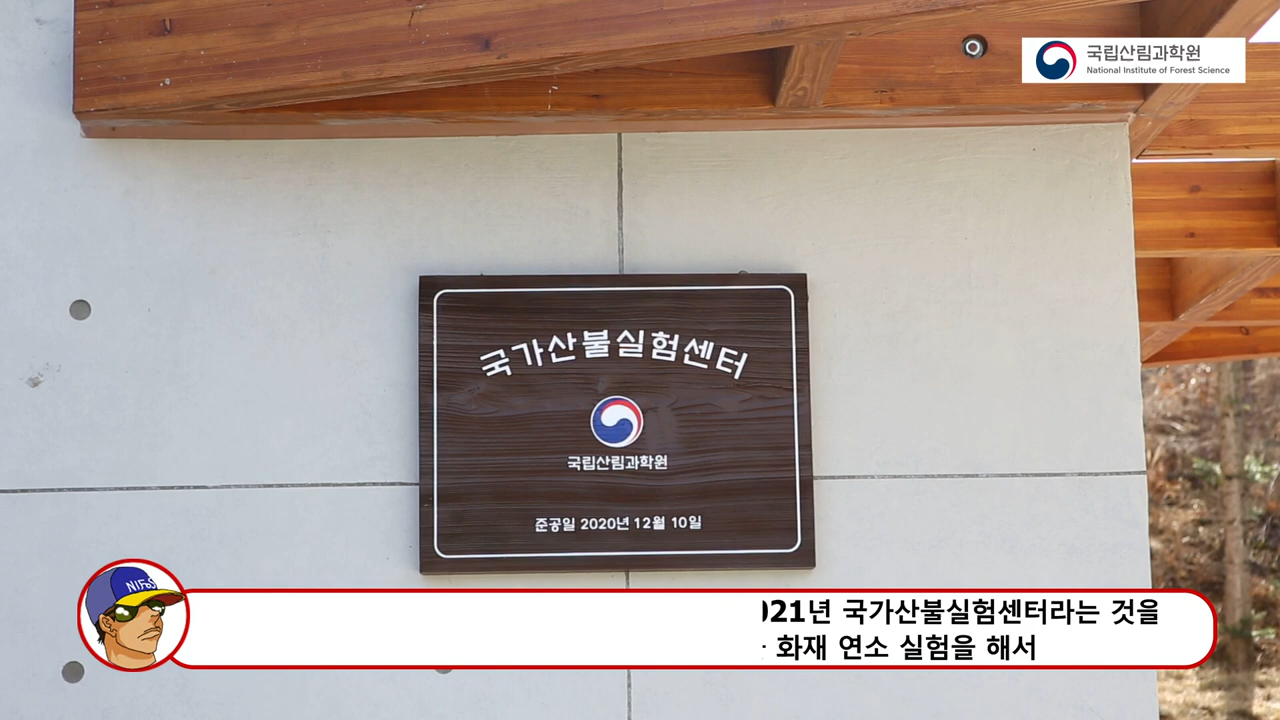 국립산림과학원
National Institute of Forest Science
국가산불실험센터
국립산림과학원
준공일 2020년 12월 10일
NIFoS
국가산불실험센터라는 것을
화재 연소 실험을 해서